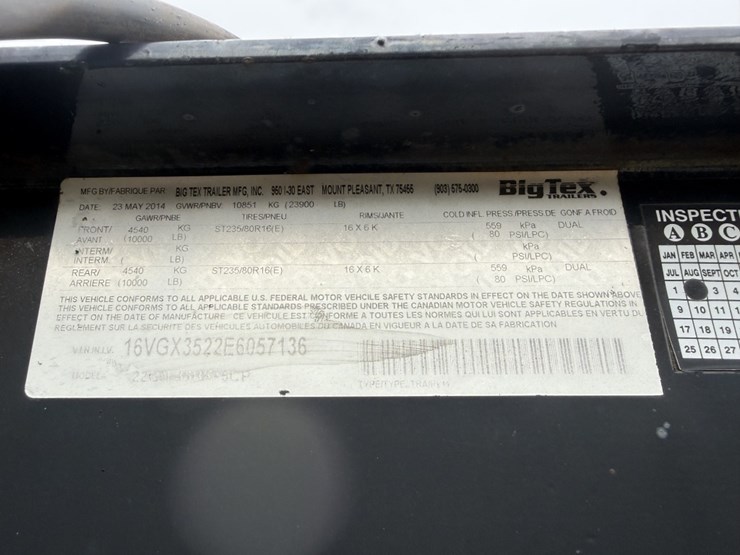 MFG BY/FABRIQUE PAR: BIG TEX TRAILER MFG, INC. 950 I-30 EAST MOUNT PLEASANT, TX 75455 (903) 575-0300 BigTex TRAILERS
DATE: 23 MAY 2014 GVWR/PNBV 10851 KG (23900 LB)
GAWR/PNBE TIRES/PNEU RIMS/JANTE COLD INFL. PRESS./PRESS.DE GONF A FROID
FRONT/ 4540 KG ST235/80R16(E) 16 X 6 K 559 kPa DUAL
AVANT (10000 LB) ( 80 PSI/LPC)
INTERM/ KG kPa
INTERM. ( LB) ( PSI/LPC)
REAR/ 4540 KG ST235/80R16(E) 16 X 6 K 559 kPa DUAL
ARRIERE (10000 LB) ( 80 PSI/LPC)
THIS VEHICLE CONFORMS TO ALL APPLICABLE U.S. FEDERAL MOTOR VEHCILE SAFETY STANDARDS IN EFFECT ON THE DATE SHOWN ABOVE
THIS VEHICLE CONFORMS TO ALL APPLICABLE STANDARDS PRESCRIBED UNDER THE CANADIAN MOTOR VEHICLE SAFETY REGULATIONS IN
EFFECT ON THE DATE OF MANUFACTURE. CE VEHICULE EST CONFORME A TOUTES LES NORMES QUI LUI SONT APPLICABLES EN VERTU DU
REGLEMENT SUR LA SECURITE DES VEHICULES AUTOMOBILES DU CANADA EN VIGUEUR A LA DATE DE SA FABRICATION
16VGX3522E6057136
INSPECTI
A B C
JAN FEB MAR APR
JUL AUG SEPT OCT
1 3 4
9 10 11
17 18 19
25 26 27